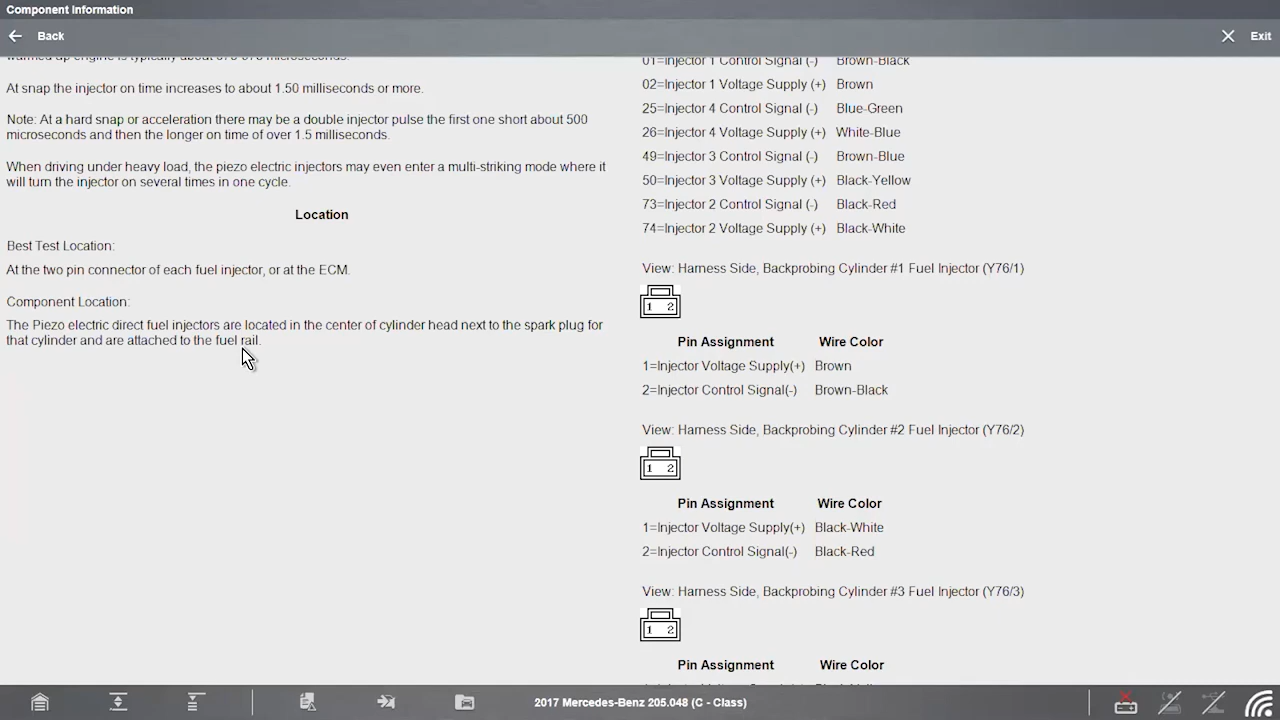 Component Information
Back
Exit
At snap the injector on time increases to about 1.50 milliseconds or more.
Note: At a hard snap or acceleration there may be a double injector pulse the first one short about 500
microseconds and then the longer on time of over 1.5 milliseconds.
When driving under heavy load, the piezo electric injectors may even enter a multi-striking mode where it
will turn the injector on several times in one cycle.
Location
Best Test Location:
At the two pin connector of each fuel injector, or at the ECM.
Component Location:
The Piezo electric direct fuel injectors are located in the center of cylinder head next to the spark plug for
that cylinder and are attached to the fuel rail.
01=Injector 1 Control Signal (-) Brown-Black
02=Injector 1 Voltage Supply (+) Brown
25=Injector 4 Control Signal (-) Blue-Green
26=Injector 4 Voltage Supply (+) White-Blue
49=Injector 3 Control Signal (-) Brown-Blue
50=Injector 3 Voltage Supply (+) Black-Yellow
73=Injector 2 Control Signal (-) Black-Red
74=Injector 2 Voltage Supply (+) Black-White
View: Harness Side, Backprobing Cylinder #1 Fuel Injector (Y76/1)
1 2
Pin Assignment Wire Color
1=Injector Voltage Supply(+) Brown
2=Injector Control Signal(-) Brown-Black
View: Harness Side, Backprobing Cylinder #2 Fuel Injector (Y76/2)
1 2
Pin Assignment Wire Color
1=Injector Voltage Supply(+) Black-White
2=Injector Control Signal(-) Black-Red
View: Harness Side, Backprobing Cylinder #3 Fuel Injector (Y76/3)
1 2
Pin Assignment Wire Color
2017 Mercedes-Benz 205.048 (C - Class)